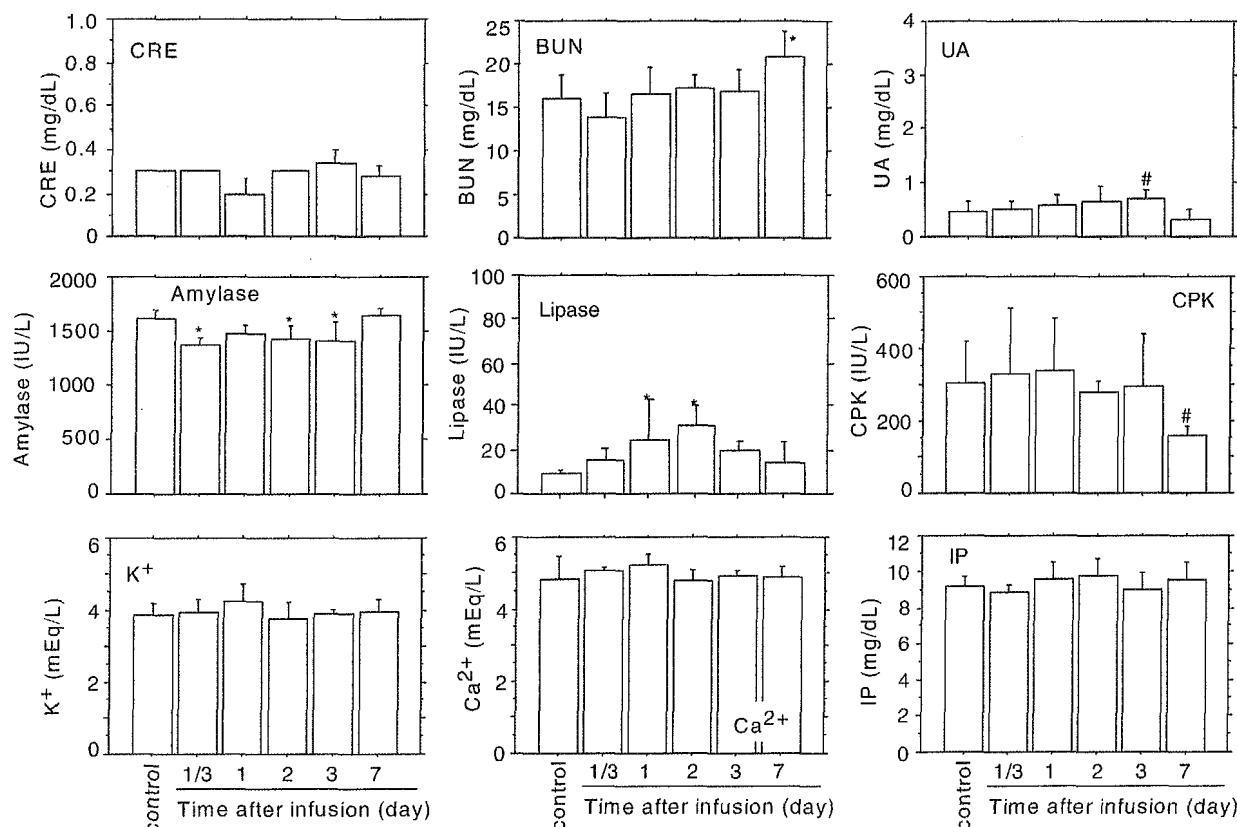 CRE
CRE (mg/dL)
1.0
0.8
0.6
0.4
0.2
0
BUN
BUN (mg/dL)
25
20
15
10
5
0
*
UA
UA (mg/dL)
4
3
2
1
0
#
Amylase
Amylase (IU/L)
2000
1500
1000
500
0
* * *
Lipase
Lipase (IU/L)
100
80
60
40
20
0
* *
CPK
CPK (IU/L)
600
400
200
0
#
K+
K+ (mEq/L)
6
4
2
0
control 1/3 1 2 3 7
Time after infusion (day)
Ca2+
Ca2+ (mEq/L)
6
4
2
0
control 1/3 1 2 3 7
Time after infusion (day)
IP
IP (mg/dL)
12
10
8
6
4
2
0
control 1/3 1 2 3 7
Time after infusion (day)